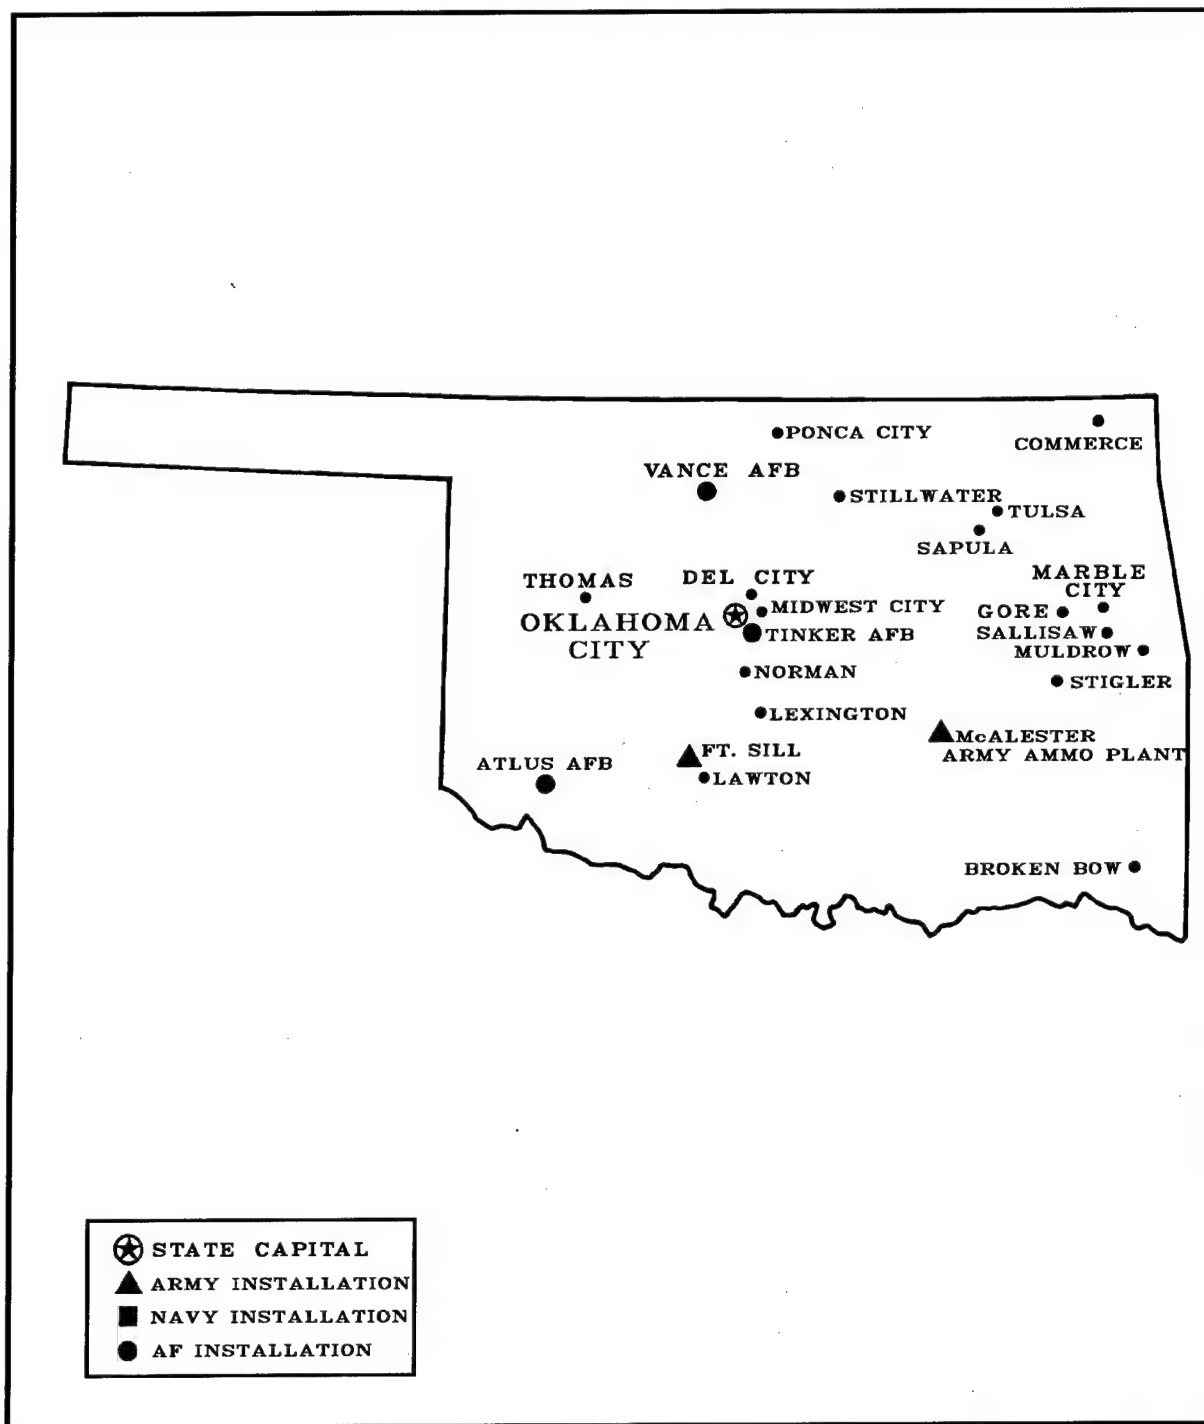 PONCA CITY
COMMERCE
VANCE AFB
STILLWATER
TULSA
SAPULA
THOMAS
DEL CITY
MARBLE
CITY
MIDWEST CITY
GORE
OKLAHOMA
CITY
TINKER AFB
SALLISAW
MULDROW
NORMAN
STIGLER
LEXINGTON
McALESTER
ARMY AMMO PLANT
FT. SILL
ATLUS AFB
LAWTON
BROKEN BOW
STATE CAPITAL
ARMY INSTALLATION
NAVY INSTALLATION
AF INSTALLATION